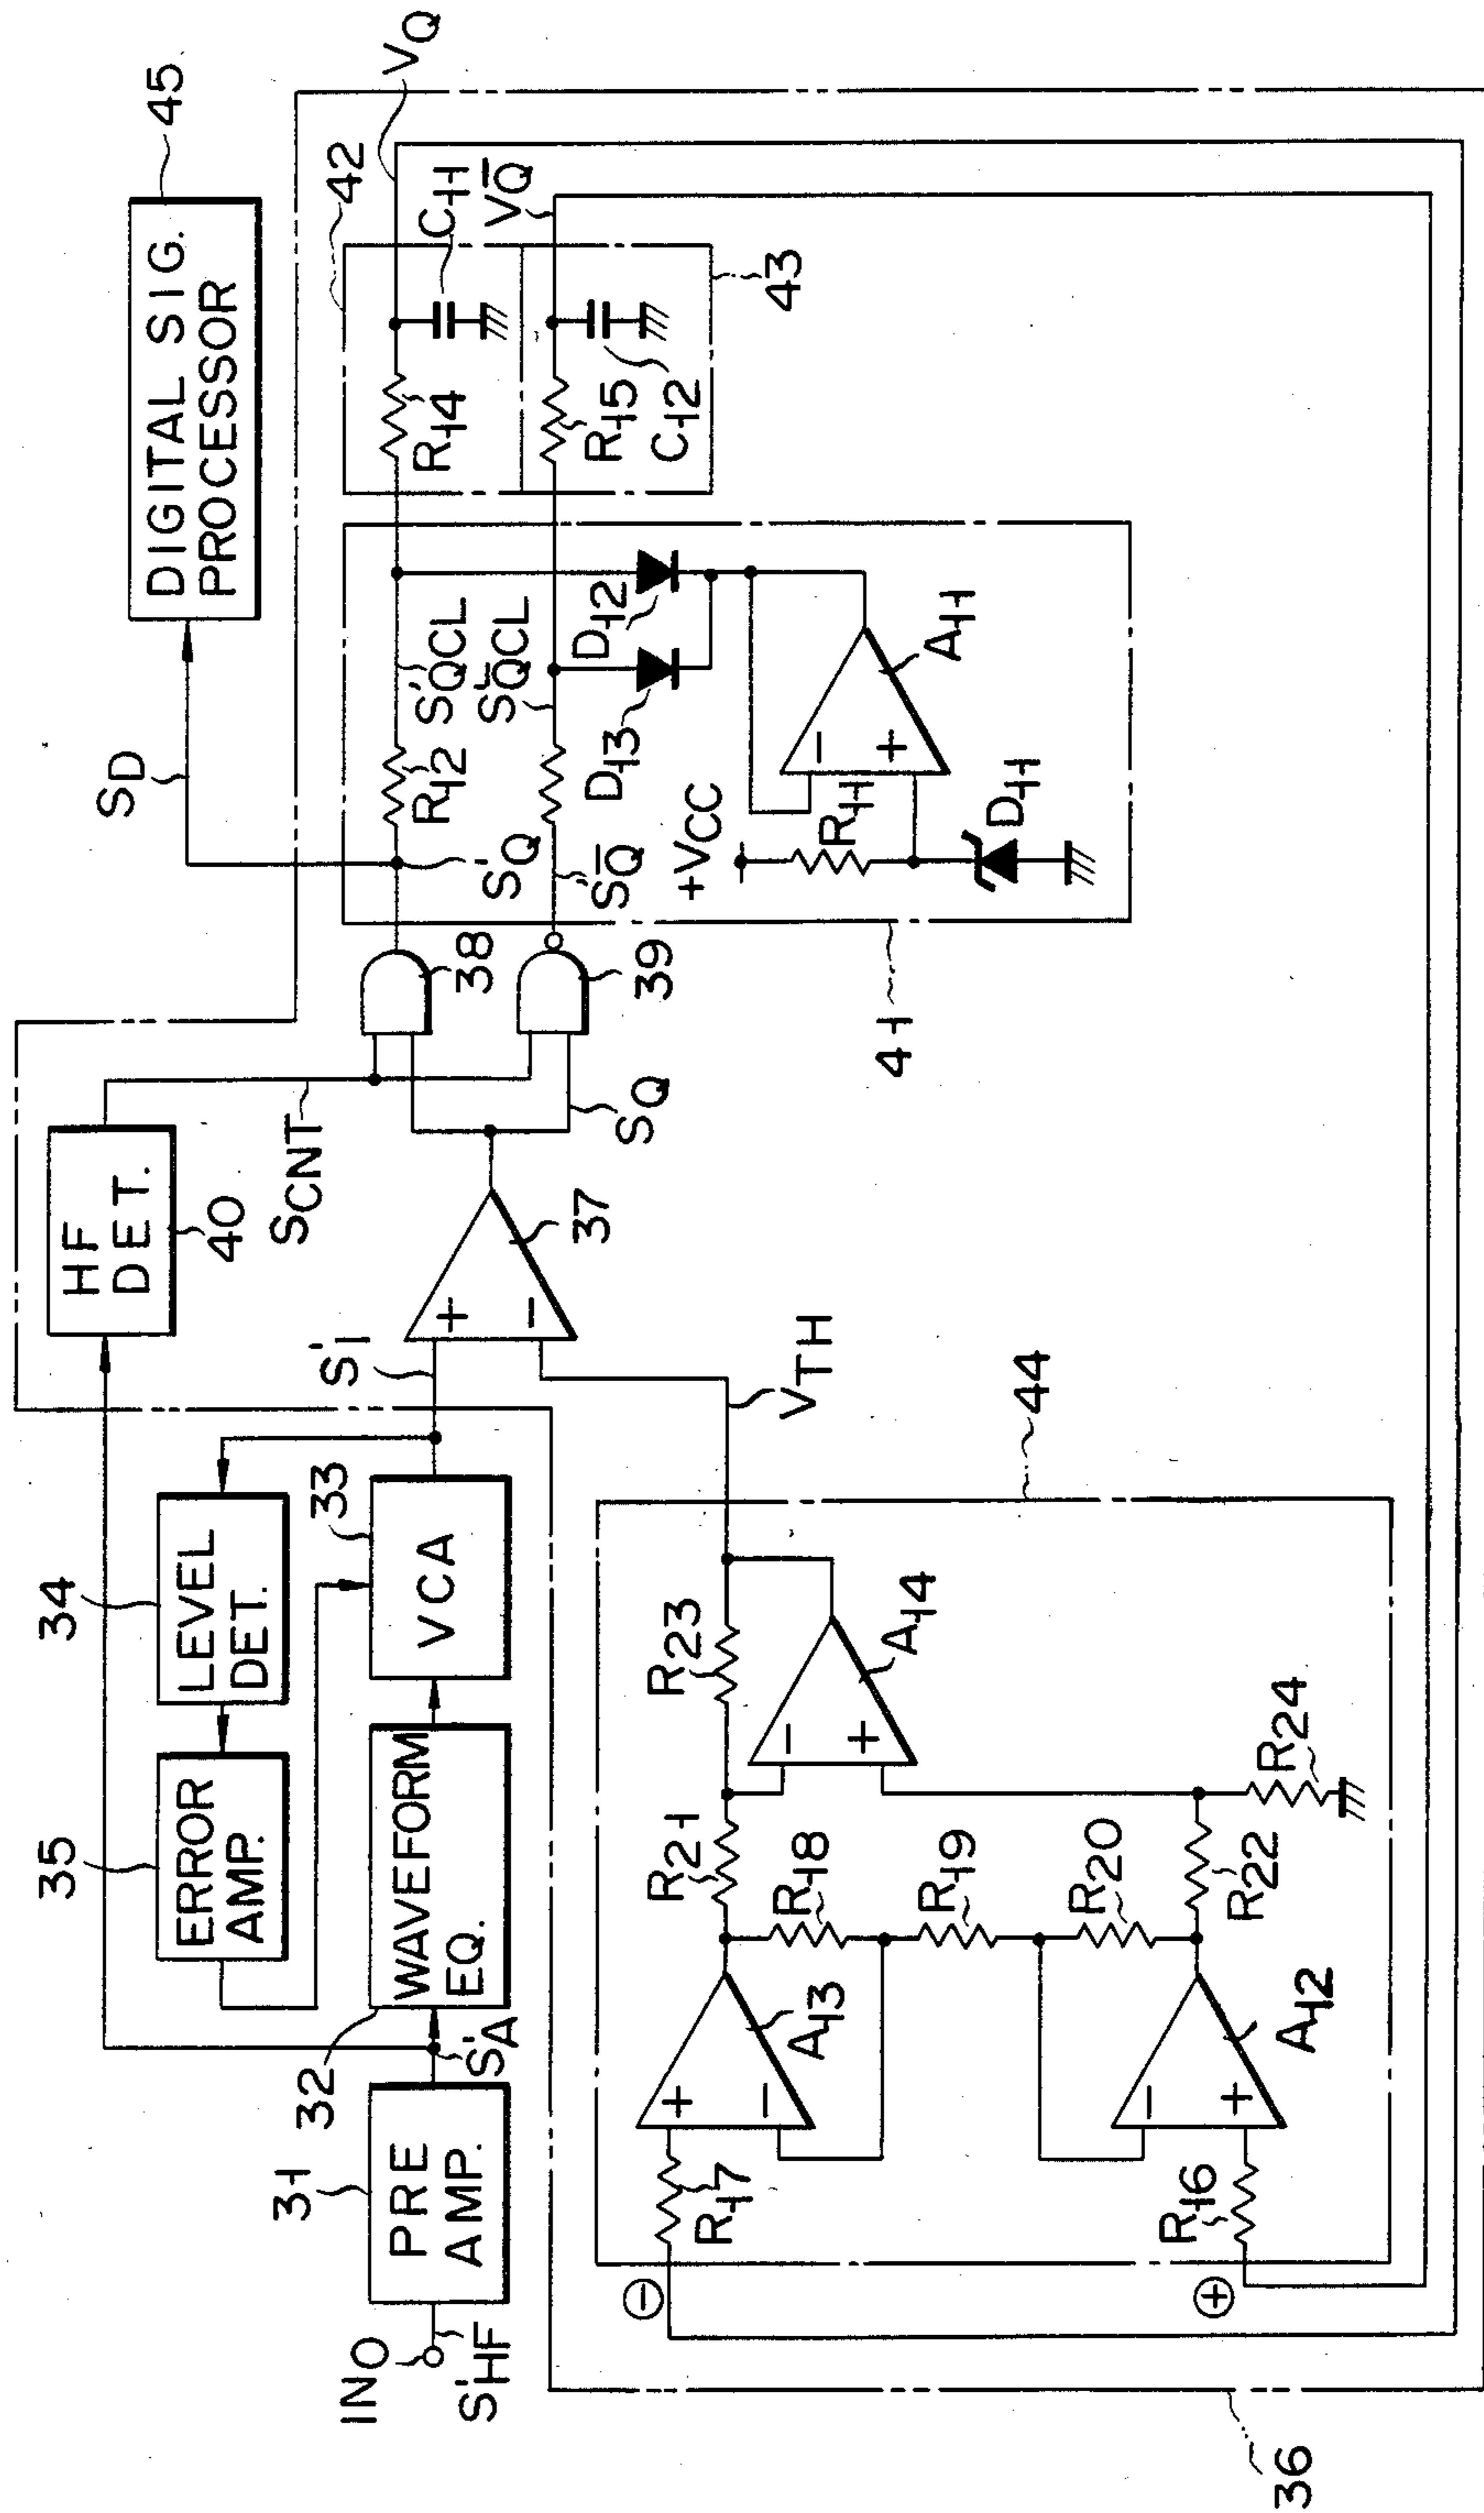 45
DIGITAL SIG.
PROCESSOR
SD
VQ
42
C11
VQ̅
R14
43
R15
C12
S'QCL
S'Q̅CL
R12
D12
D13
A11
+VCC
R11
D11
−
+
S'Q
S'Q̅
38
39
41
HF
DET.
40
SCNT
SQ
37
+
−
S'I
VTH
34
LEVEL
DET.
33
VCA
35
ERROR
AMP.
32
WAVEFORM
EQ.
S'A
31
PRE
AMP.
INO
S'HF
44
R23
A14
−
+
R24
R21
R18
R19
R20
R22
A13
+
−
A12
−
+
R17
R16
⊖
⊕
36